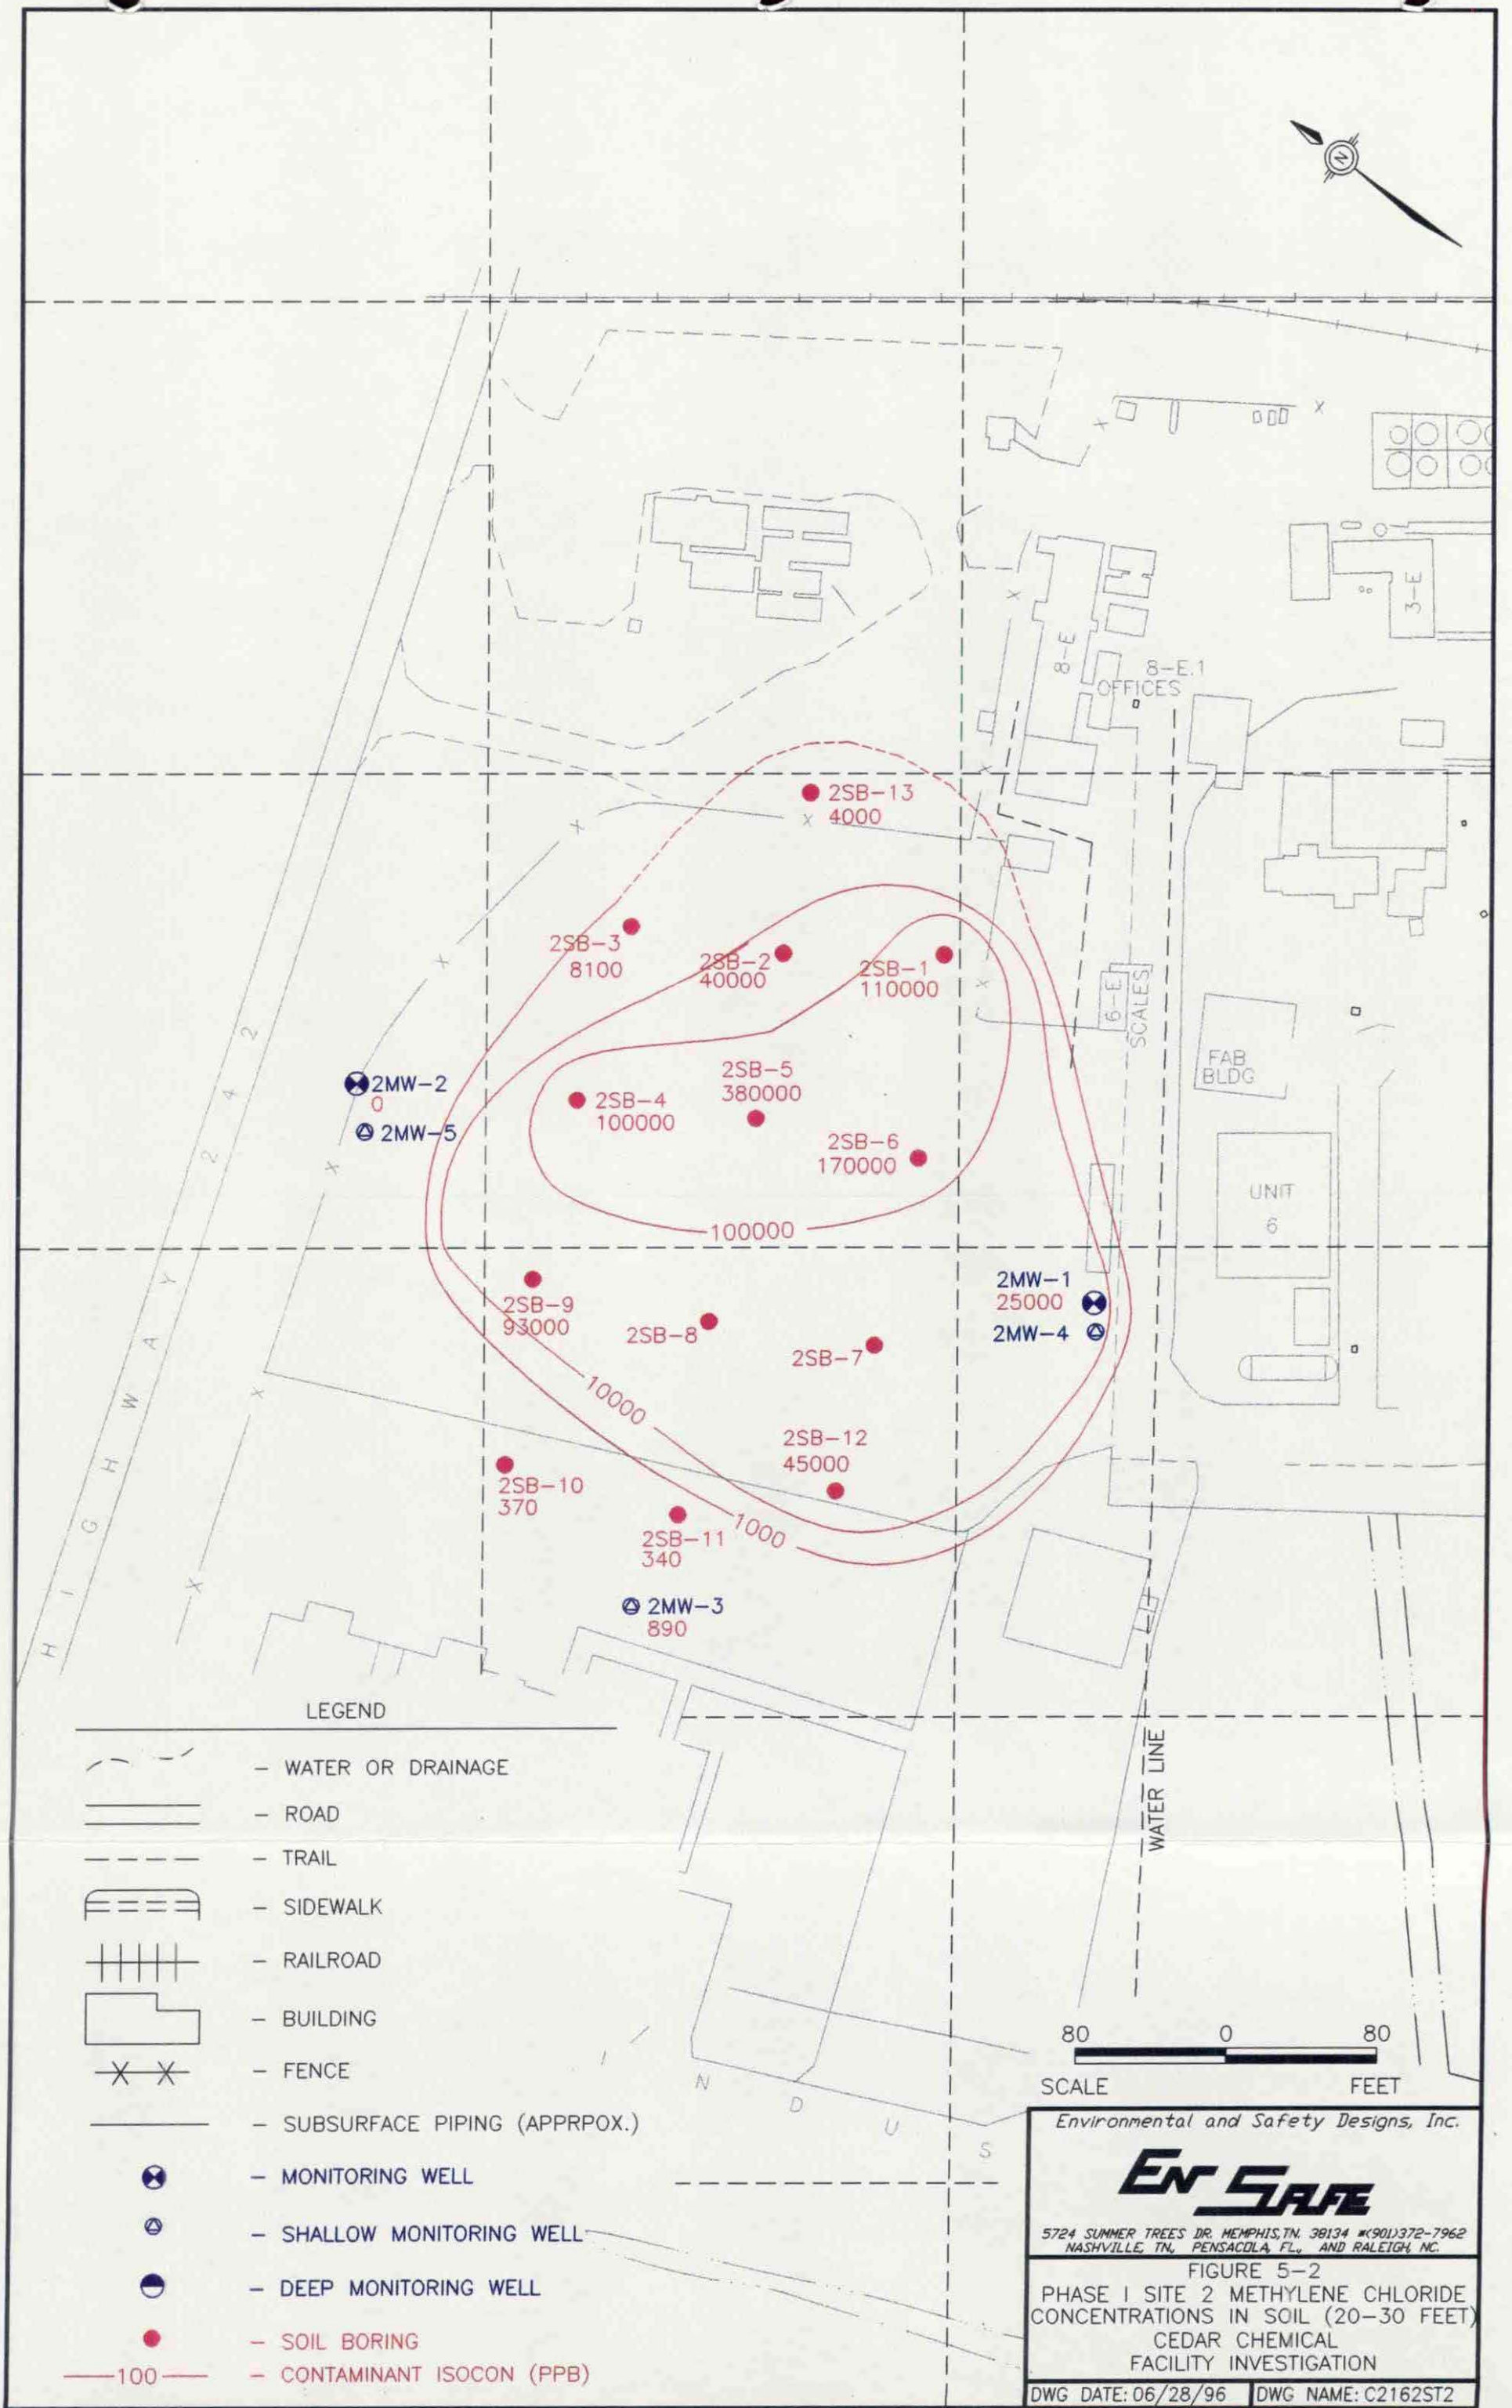 N
3-E
8-E
8-E.1
OFFICES
2SB-13
4000
2SB-3
8100
2SB-2
40000
2SB-1
110000
6-E
SCALES
FAB
BLDG
2MW-2
0
2MW-5
2SB-4
100000
2SB-5
380000
2SB-6
170000
UNIT
6
100000
2MW-1
25000
2MW-4
2SB-9
93000
2SB-8
2SB-7
10000
2SB-12
45000
2SB-10
370
2SB-11
340
1000
2MW-3
890
HIGHWAY 242
WATER LINE
N D U S
LEGEND
- WATER OR DRAINAGE
- ROAD
- TRAIL
- SIDEWALK
- RAILROAD
- BUILDING
X X - FENCE
- SUBSURFACE PIPING (APPRPOX.)
- MONITORING WELL
- SHALLOW MONITORING WELL
- DEEP MONITORING WELL
- SOIL BORING
100 - CONTAMINANT ISOCON (PPB)
80 0 80
SCALE FEET
Environmental and Safety Designs, Inc.
EN SAFE
5724 SUMMER TREES DR. MEMPHIS, TN. 38134 (901)372-7962
NASHVILLE, TN., PENSACOLA, FL., AND RALEIGH, NC.
FIGURE 5-2
PHASE I SITE 2 METHYLENE CHLORIDE
CONCENTRATIONS IN SOIL (20-30 FEET)
CEDAR CHEMICAL
FACILITY INVESTIGATION
DWG DATE: 06/28/96 DWG NAME: C2162ST2